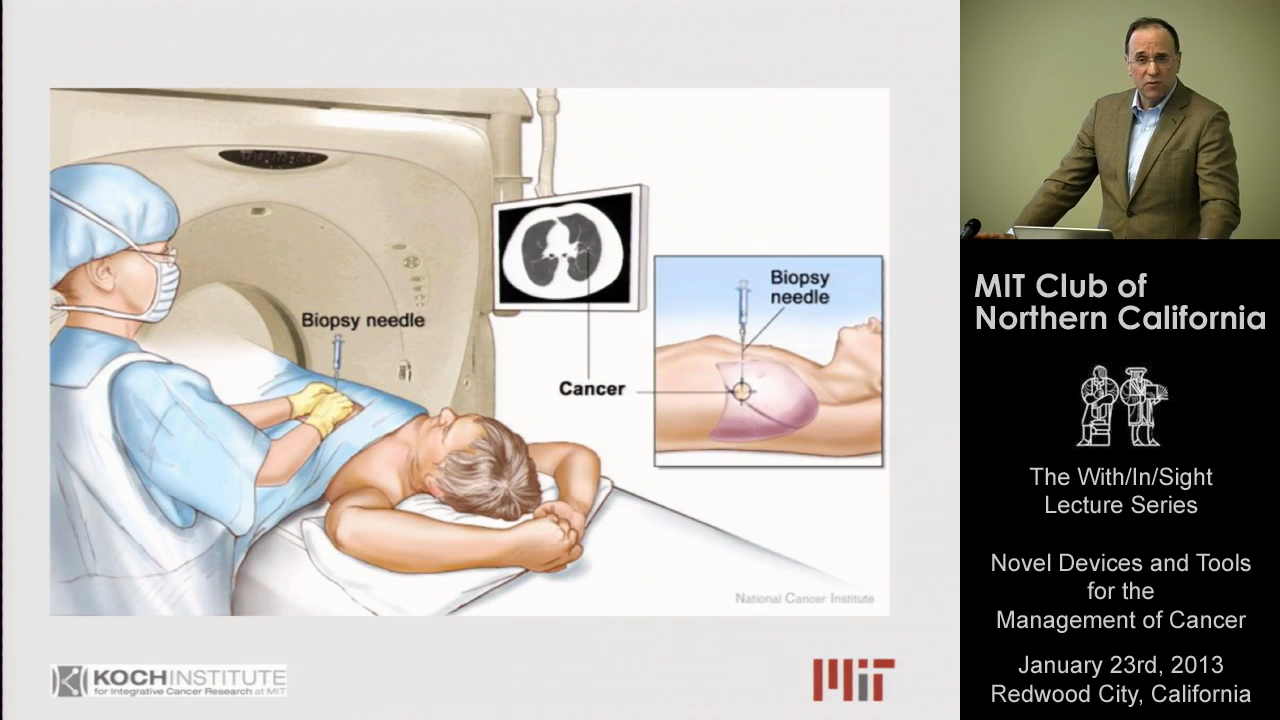 Biopsy needle
Cancer
Biopsy
needle
National Cancer Institute
KOCHINSTITUTE
for Integrative Cancer Research at MIT
MIT
MIT Club of
Northern California
The With/In/Sight
Lecture Series
Novel Devices and Tools
for the
Management of Cancer
January 23rd, 2013
Redwood City, California